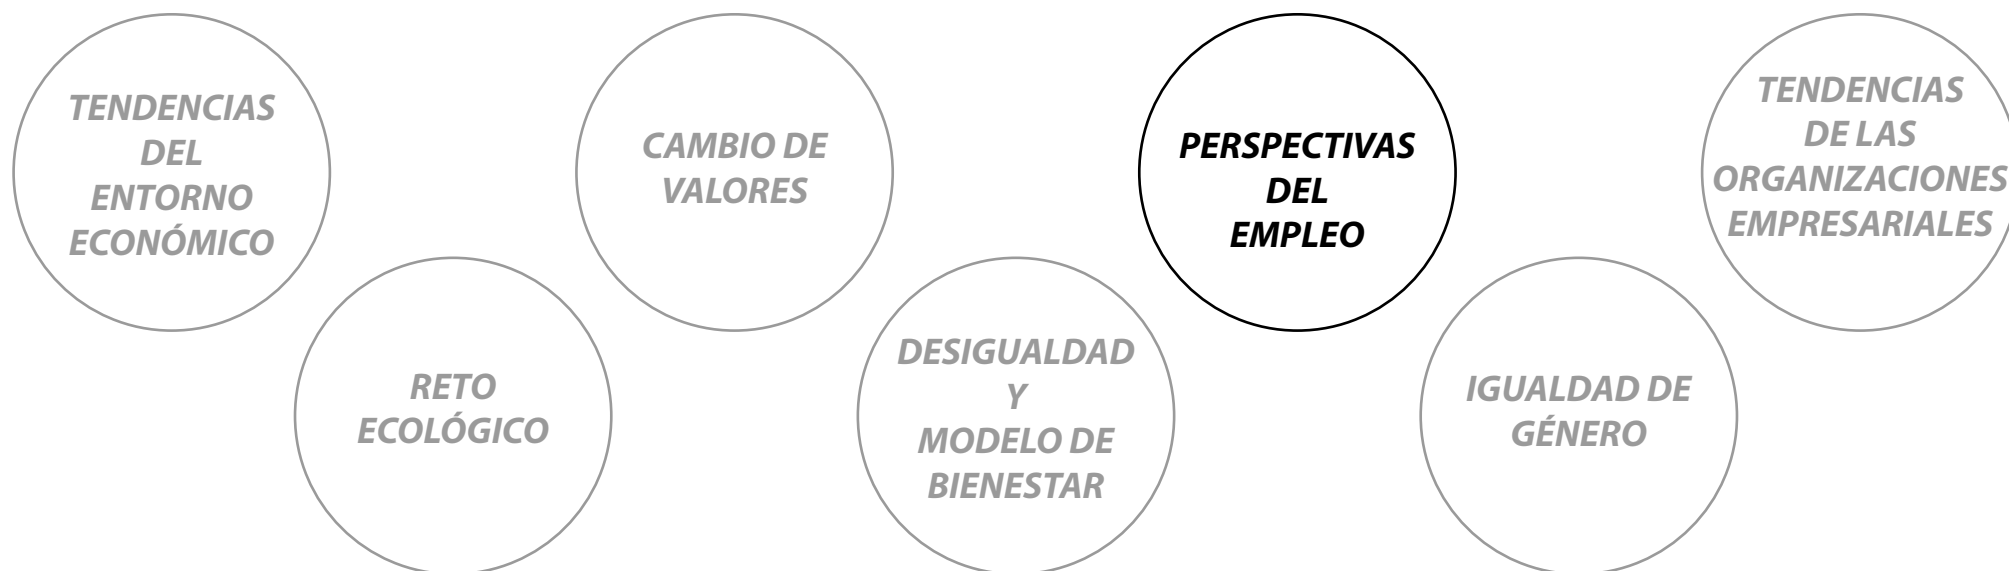 TENDENCIAS
DEL
ENTORNO
ECONÓMICO
RETO
ECOLÓGICO
CAMBIO DE
VALORES
DESIGUALDAD
Y
MODELO DE
BIENESTAR
PERSPECTIVAS
DEL
EMPLEO
IGUALDAD DE
GÉNERO
TENDENCIAS
DE LAS
ORGANIZACIONES
EMPRESARIALES